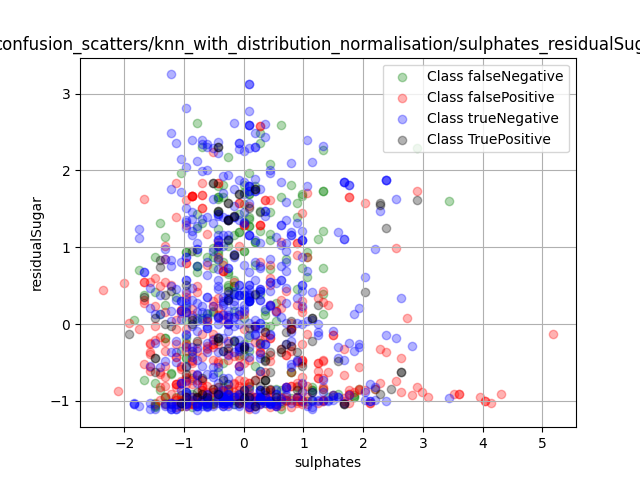 confusion_scatters/knn_with_distribution_normalisation/sulphates_residualSug
Class falseNegative
Class falsePositive
Class trueNegative
Class TruePositive
residualSugar
3
2
1
0
−1
−2 −1 0 1 2 3 4 5
sulphates